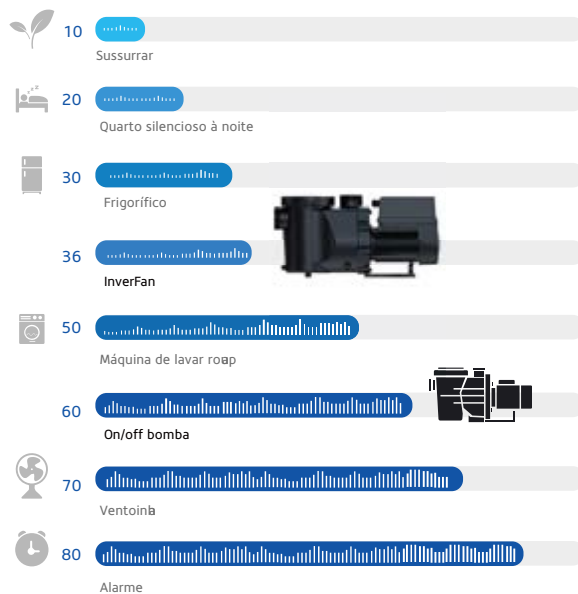 10
Sussurrar
20
Quarto silencioso à noite
30
Frigorífico
36
InverFan
50
Máquina de lavar rouap
60
On/off bomba
70
Ventoinha
80
Alarme